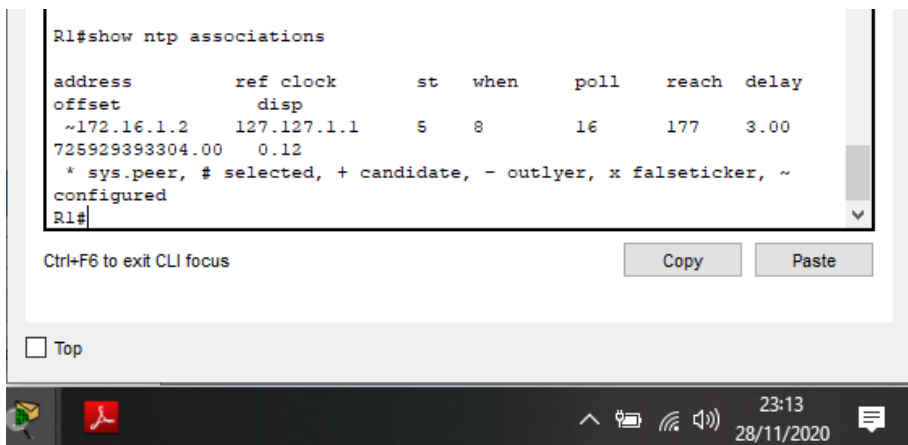 R1#show ntp associations
address ref clock st when poll reach delay
offset disp
~172.16.1.2 127.127.1.1 5 8 16 177 3.00
725929393304.00 0.12
* sys.peer, # selected, + candidate, - outlyer, x falseticker, ~
configured
R1#
Ctrl+F6 to exit CLI focus
Copy
Paste
Top
23:13
28/11/2020